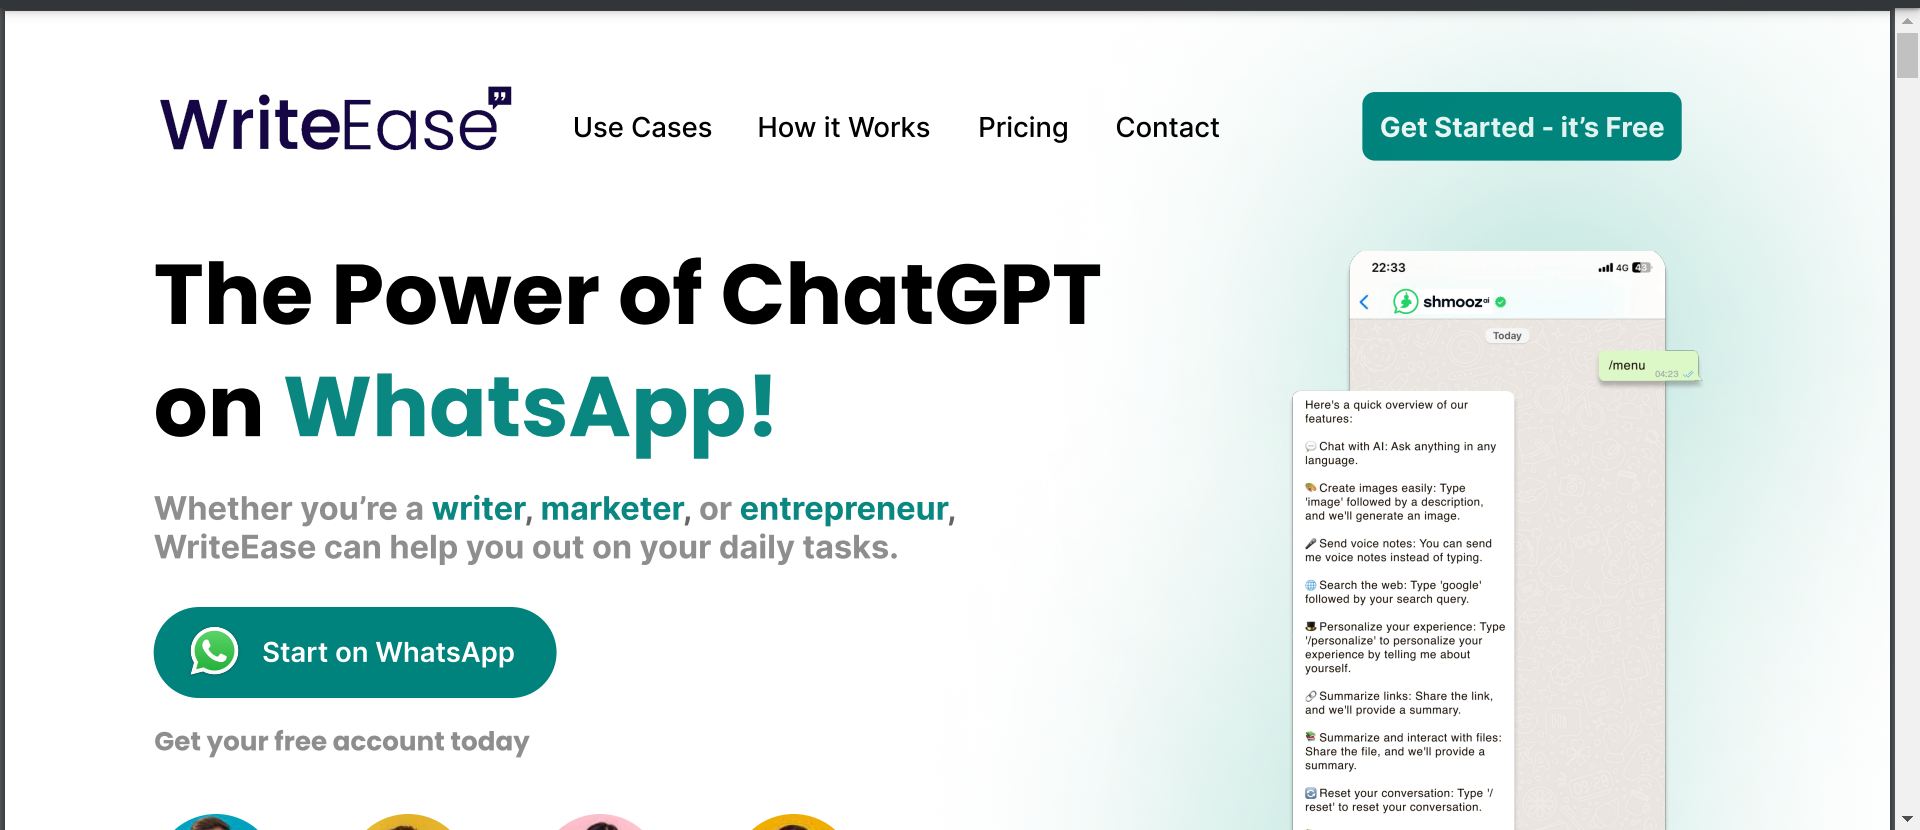 WriteEase
Use Cases
How it Works
Pricing
Contact
Get Started - it’s Free
The Power of ChatGPT
on WhatsApp!
Whether you’re a writer, marketer, or entrepreneur,
WriteEase can help you out on your daily tasks.
Start on WhatsApp
Get your free account today
22:33
4G 43
shmooz ai
Today
/menu
04:23
Here's a quick overview of our
features:
💬 Chat with AI: Ask anything in any
language.
🎨 Create images easily: Type
'image' followed by a description,
and we'll generate an image.
🎤 Send voice notes: You can send
me voice notes instead of typing.
🌐 Search the web: Type 'google'
followed by your search query.
🎩 Personalize your experience: Type
'/personalize' to personalize your
experience by telling me about
yourself.
🔗 Summarize links: Share the link,
and we'll provide a summary.
📚 Summarize and interact with files:
Share the file, and we'll provide a
summary.
🔄 Reset your conversation: Type '/
reset' to reset your conversation.